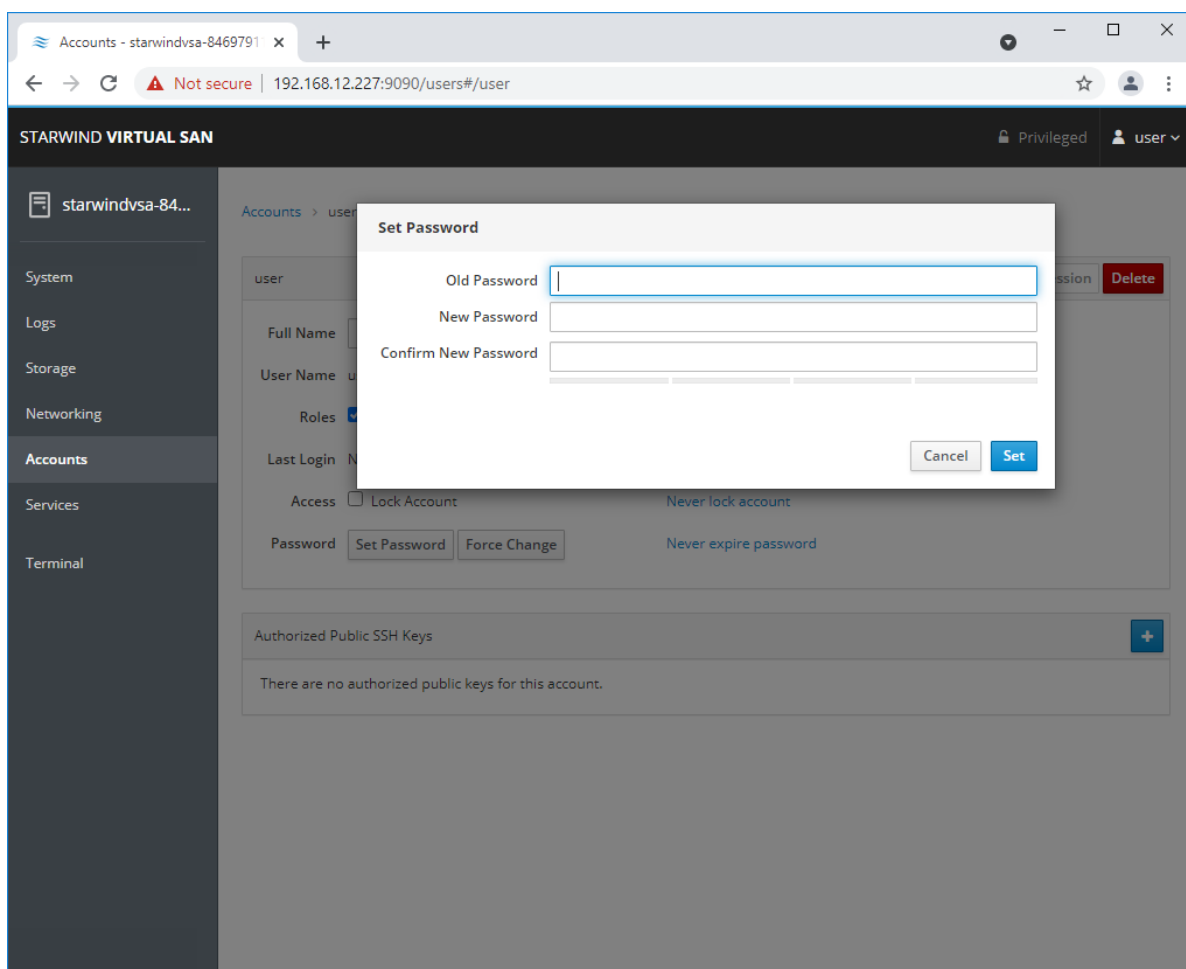 Accounts - starwindvsa-8469791
Not secure | 192.168.12.227:9090/users#/user
STARWIND VIRTUAL SAN
Privileged
user
starwindvsa-84...
System
Logs
Storage
Networking
Accounts
Services
Terminal
Accounts > user
user
Delete
Full Name
User Name
Roles
Last Login
Access Lock Account Never lock account
Password Set Password Force Change Never expire password
Set Password
Old Password
New Password
Confirm New Password
Cancel Set
Authorized Public SSH Keys
There are no authorized public keys for this account.